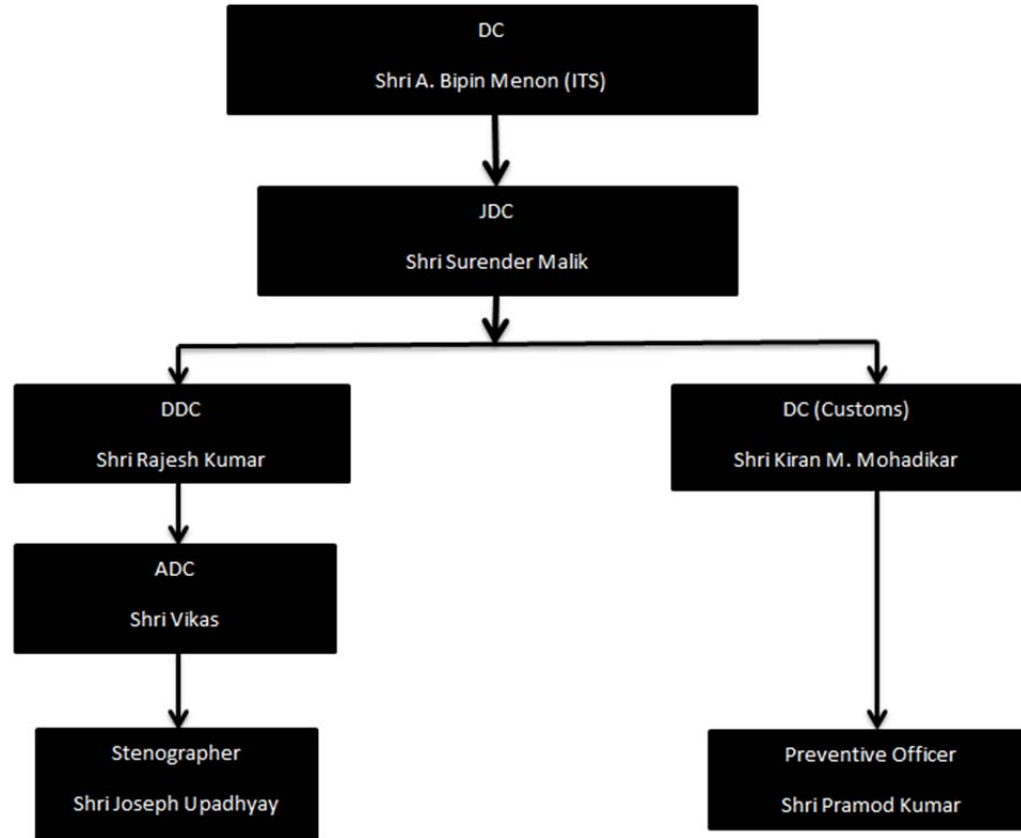 DC
Shri A. Bipin Menon (ITS)
JDC
Shri Surender Malik
DDC
Shri Rajesh Kumar
DC (Customs)
Shri Kiran M. Mohadikar
ADC
Shri Vikas
Stenographer
Shri Joseph Upadhyay
Preventive Officer
Shri Pramod Kumar